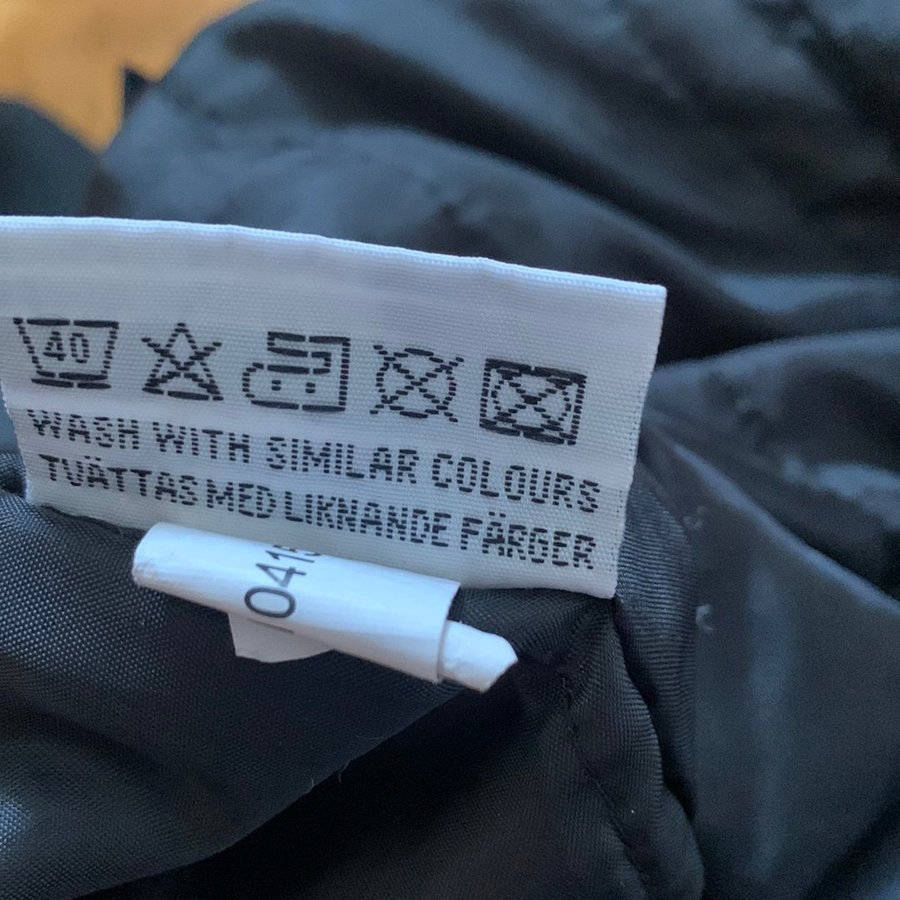 40
WASH WITH SIMILAR COLOURS
TVÄTTAS MED LIKNANDE FÄRGER